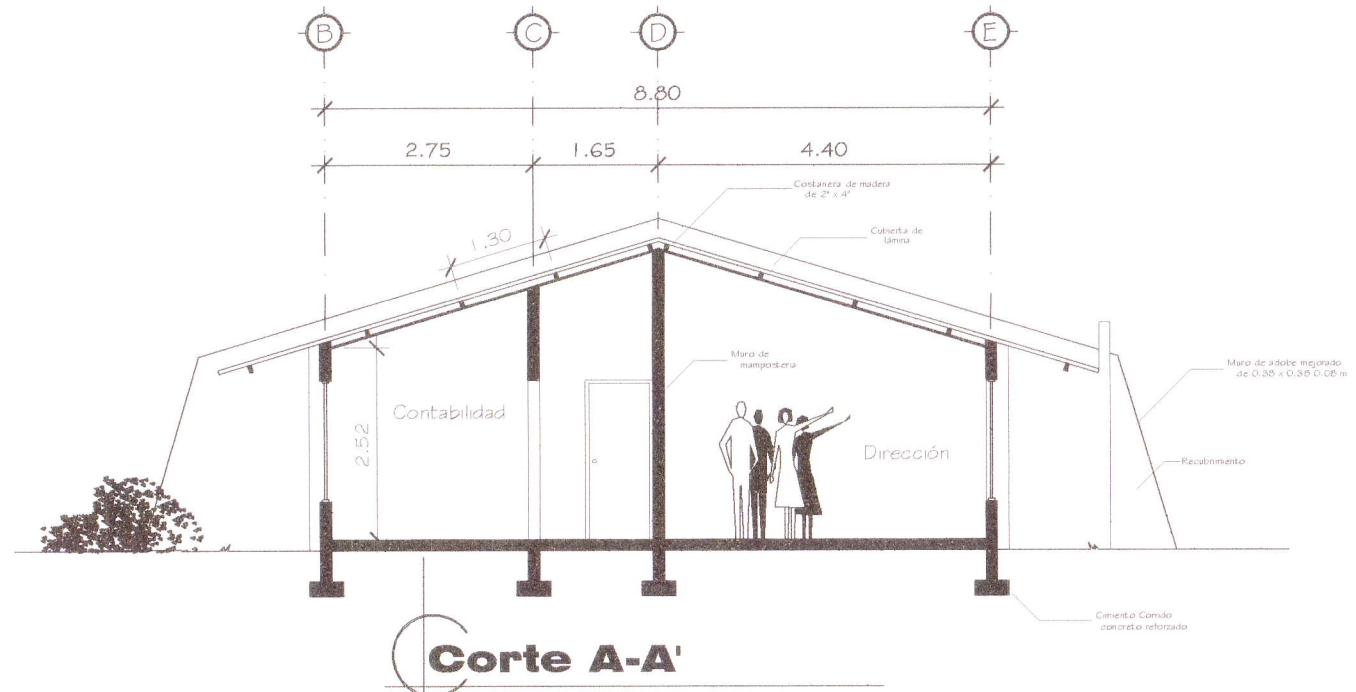 B C D E
8.80
2.75 1.65 4.40
Costanera de madera
de 2" x 4"
Cubierta de
lámina
1.30
Muro de
mampostería
Muro de adobe mejorado
de 0.38 x 0.38 0.08 m
Contabilidad
2.52
Dirección
Recubrimiento
Cimiento Corrido
concreto reforzado
Corte A-A'